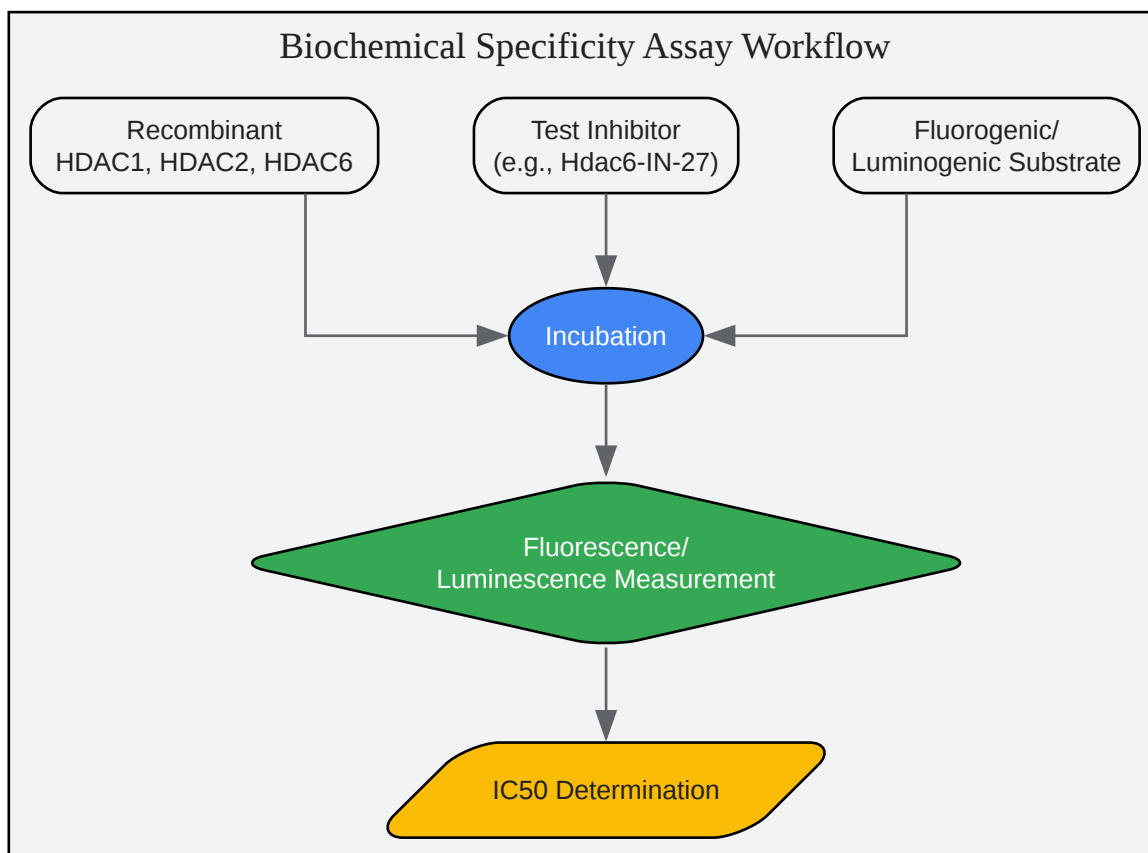 Biochemical Specificity Assay Workflow
Recombinant
HDAC1, HDAC2, HDAC6
Test Inhibitor
(e.g., Hdac6-IN-27)
Fluorogenic/
Luminogenic Substrate
Incubation
Fluorescence/
Luminescence Measurement
IC50 Determination